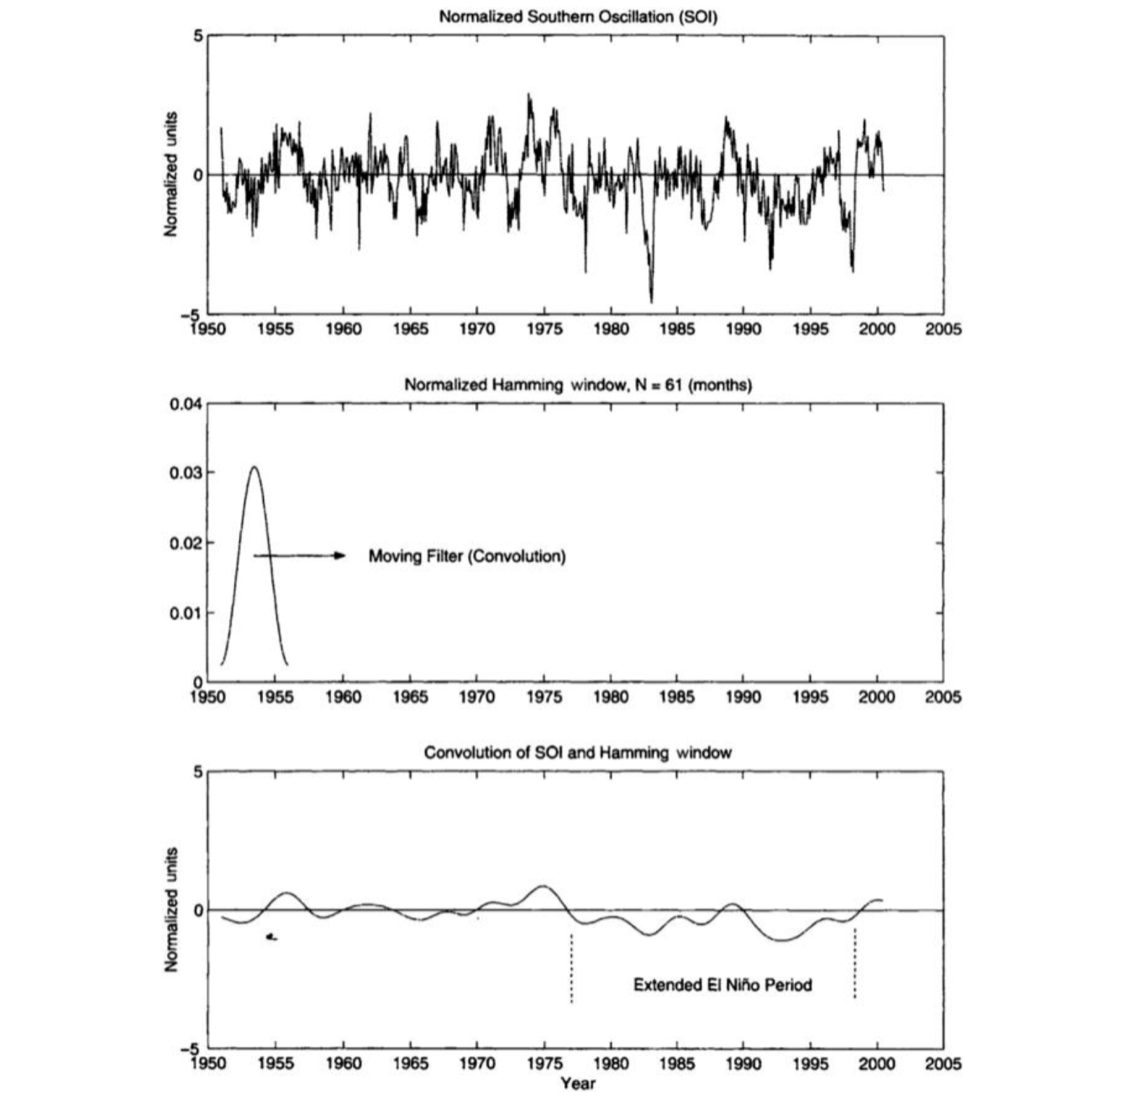 Normalized Southern Oscillation (SOI)
Normalized units
5
0
−5
1950 1955 1960 1965 1970 1975 1980 1985 1990 1995 2000 2005
Normalized Hamming window, N = 61 (months)
0.04
0.03
0.02
0.01
0
Moving Filter (Convolution)
1950 1955 1960 1965 1970 1975 1980 1985 1990 1995 2000 2005
Convolution of SOI and Hamming window
Normalized units
5
0
−5
Extended El Niño Period
1950 1955 1960 1965 1970 1975 1980 1985 1990 1995 2000 2005
Year